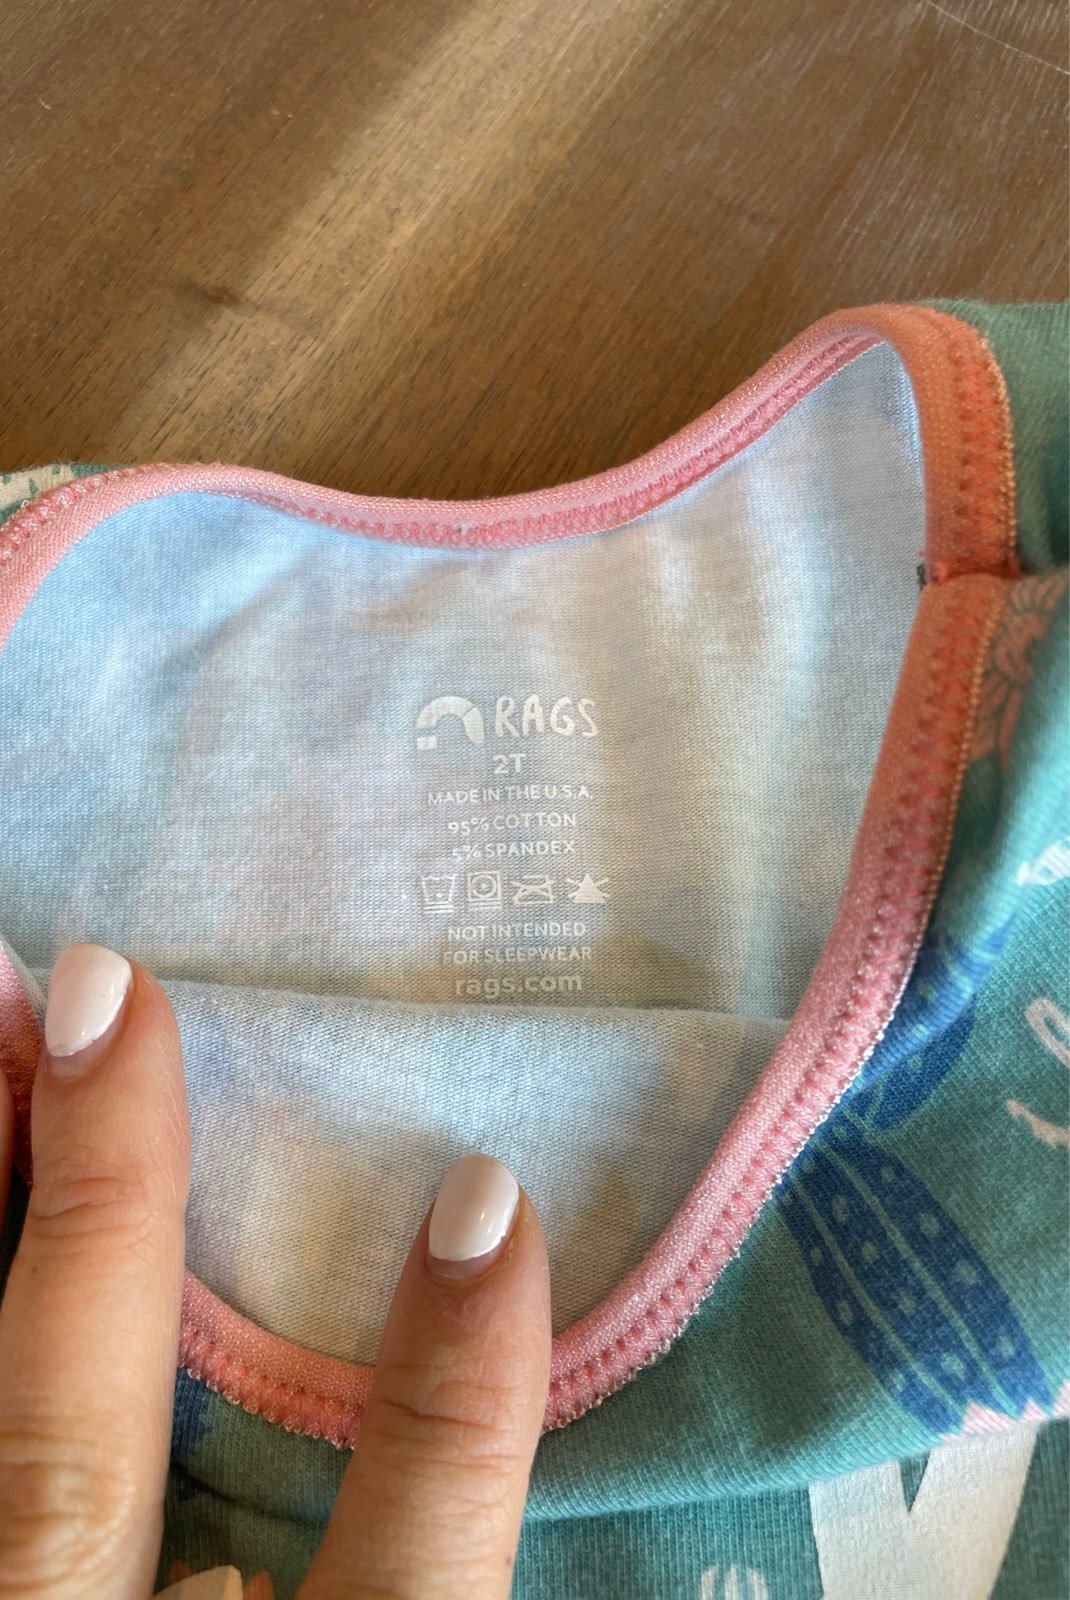 RAGS
2T
MADE IN THE U.S.A.
95% COTTON
5% SPANDEX
NOT INTENDED
FOR SLEEPWEAR
rags.com